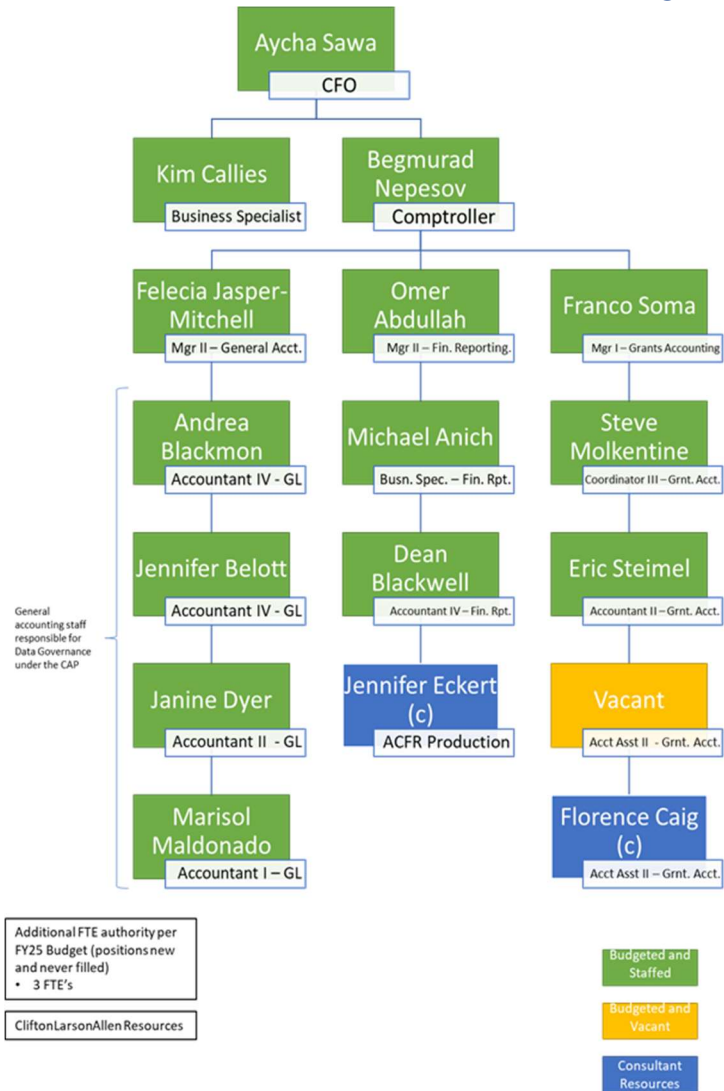 Aycha Sawa
CFO
Kim Callies
Business Specialist
Begmurad
Nepesov
Comptroller
Felecia Jasper-
Mitchell
Mgr II – General Acct.
Omer
Abdullah
Mgr II – Fin. Reporting.
Franco Soma
Mgr I – Grants Accounting
Andrea
Blackmon
Accountant IV - GL
Michael Anich
Busn. Spec. – Fin. Rpt.
Steve
Molkentine
Coordinator III – Grnt. Acct.
Jennifer Belott
Accountant IV - GL
Dean
Blackwell
Accountant IV – Fin. Rpt.
Eric Steimel
Accountant II – Grnt. Acct.
General
accounting staff
responsible for
Data Governance
under the CAP
Janine Dyer
Accountant II - GL
Jennifer Eckert
(c)
ACFR Production
Vacant
Acct Asst II - Grnt. Acct.
Marisol
Maldonado
Accountant I – GL
Florence Caig
(c)
Acct Asst II – Grnt. Acct.
Additional FTE authority per
FY25 Budget (positions new
and never filled)
• 3 FTE's
CliftonLarsonAllen Resources
Budgeted and
Staffed
Budgeted and
Vacant
Consultant
Resources